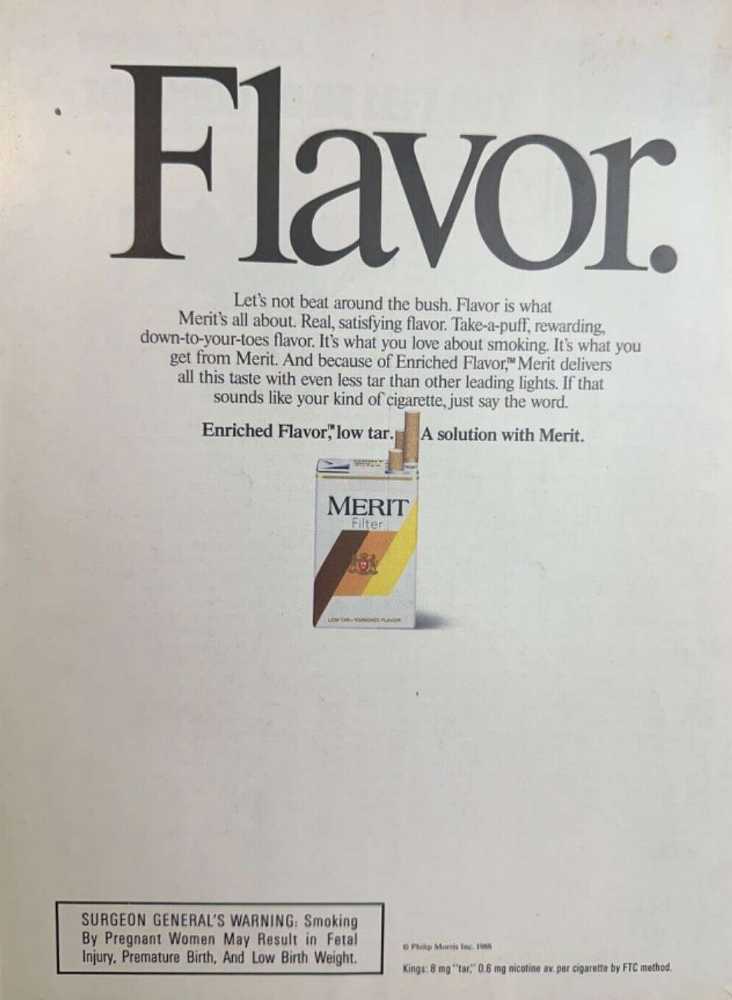 Flavor.
Let's not beat around the bush. Flavor is what
Merit's all about. Real, satisfying flavor. Take-a-puff, rewarding,
down-to-your-toes flavor. It's what you love about smoking. It's what you
get from Merit. And because of Enriched Flavor,™ Merit delivers
all this taste with even less tar than other leading lights. If that
sounds like your kind of cigarette, just say the word.
Enriched Flavor,™ low tar. A solution with Merit.
MERIT
Filter
LOW TAR • ENRICHED FLAVOR
SURGEON GENERAL'S WARNING: Smoking
By Pregnant Women May Result in Fetal
Injury, Premature Birth, And Low Birth Weight.
© Philip Morris Inc. 1988
Kings: 8 mg "tar," 0.6 mg nicotine av. per cigarette by FTC method.